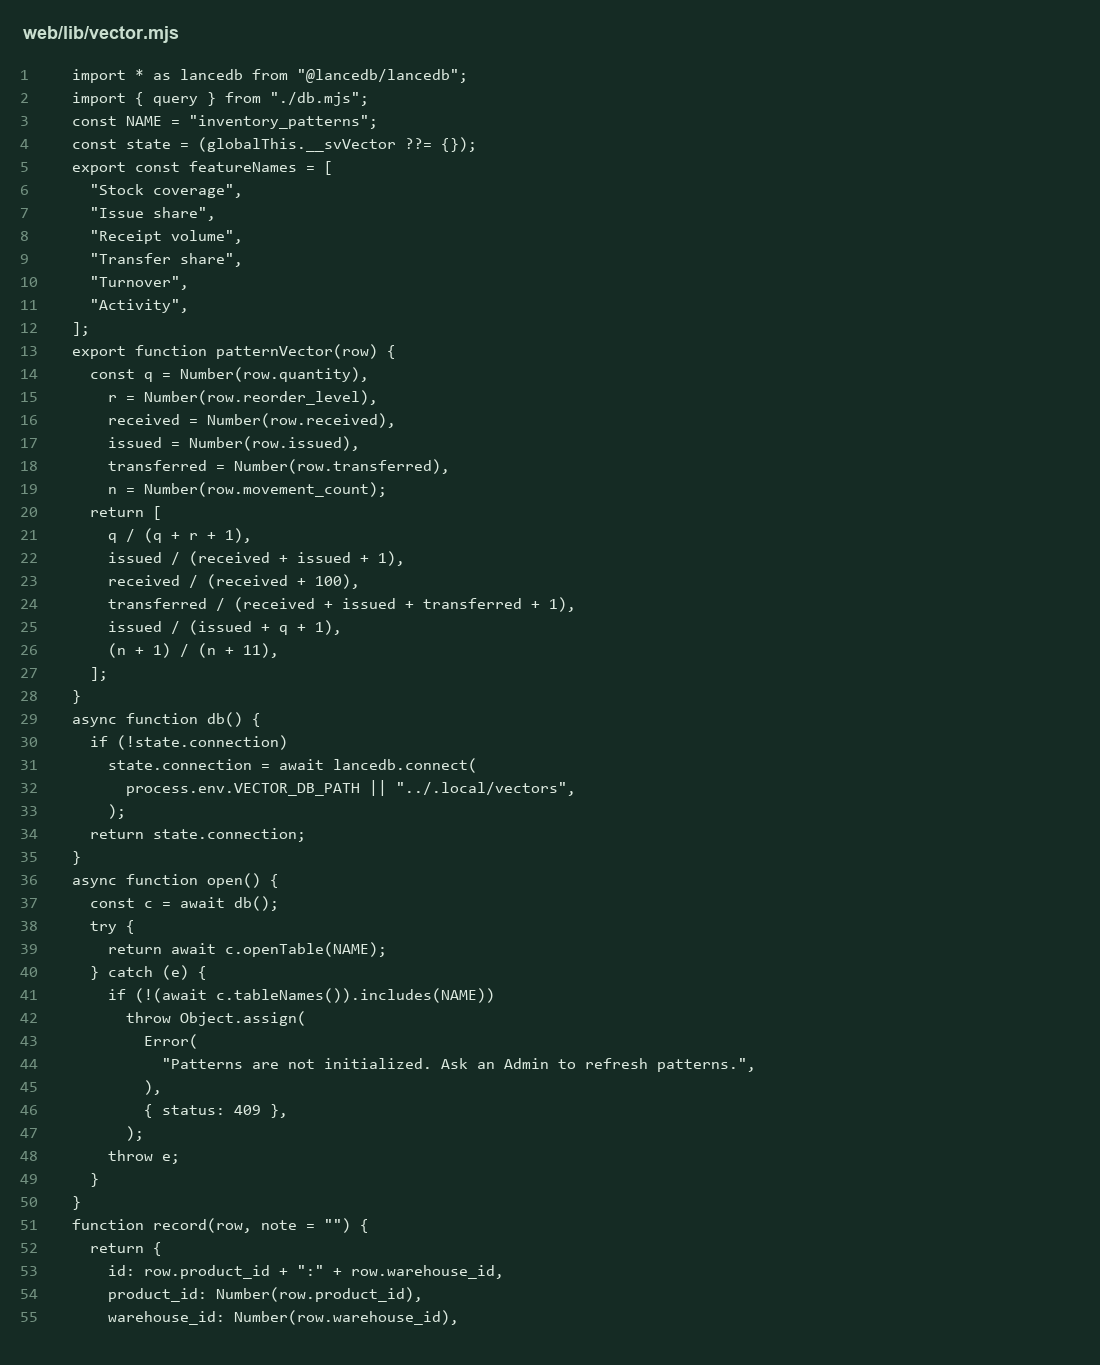 web/lib/vector.mjs
1 import * as lancedb from "@lancedb/lancedb";
2 import { query } from "./db.mjs";
3 const NAME = "inventory_patterns";
4 const state = (globalThis.__svVector ??= {});
5 export const featureNames = [
6   "Stock coverage",
7   "Issue share",
8   "Receipt volume",
9   "Transfer share",
10   "Turnover",
11   "Activity",
12 ];
13 export function patternVector(row) {
14   const q = Number(row.quantity),
15     r = Number(row.reorder_level),
16     received = Number(row.received),
17     issued = Number(row.issued),
18     transferred = Number(row.transferred),
19     n = Number(row.movement_count);
20   return [
21     q / (q + r + 1),
22     issued / (received + issued + 1),
23     received / (received + 100),
24     transferred / (received + issued + transferred + 1),
25     issued / (issued + q + 1),
26     (n + 1) / (n + 11),
27   ];
28 }
29 async function db() {
30   if (!state.connection)
31     state.connection = await lancedb.connect(
32       process.env.VECTOR_DB_PATH || "../.local/vectors",
33     );
34   return state.connection;
35 }
36 async function open() {
37   const c = await db();
38   try {
39     return await c.openTable(NAME);
40   } catch (e) {
41     if (!(await c.tableNames()).includes(NAME))
42       throw Object.assign(
43         Error(
44           "Patterns are not initialized. Ask an Admin to refresh patterns.",
45         ),
46         { status: 409 },
47       );
48     throw e;
49   }
50 }
51 function record(row, note = "") {
52   return {
53     id: row.product_id + ":" + row.warehouse_id,
54     product_id: Number(row.product_id),
55     warehouse_id: Number(row.warehouse_id),